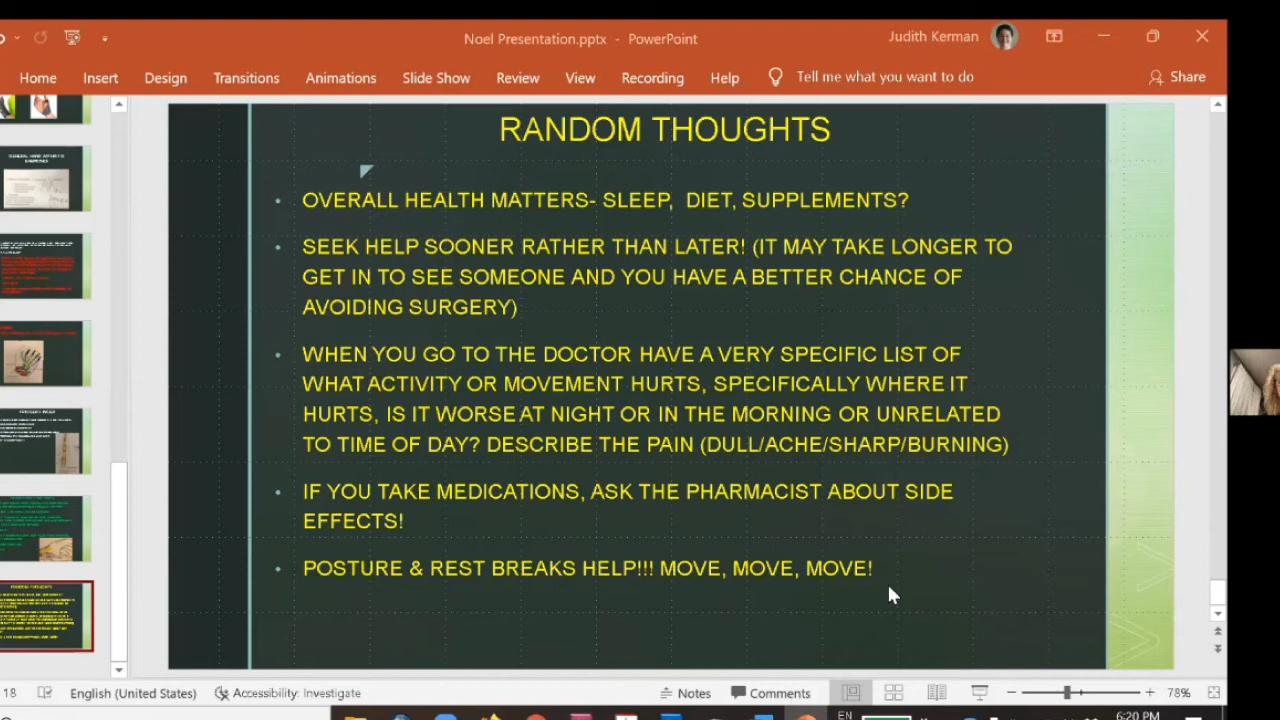 Noel Presentation.pptx - PowerPoint
Judith Kerman
Home Insert Design Transitions Animations Slide Show Review View Recording Help Tell me what you want to do Share
RANDOM THOUGHTS
OVERALL HEALTH MATTERS- SLEEP, DIET, SUPPLEMENTS?
SEEK HELP SOONER RATHER THAN LATER! (IT MAY TAKE LONGER TO
GET IN TO SEE SOMEONE AND YOU HAVE A BETTER CHANCE OF
AVOIDING SURGERY)
WHEN YOU GO TO THE DOCTOR HAVE A VERY SPECIFIC LIST OF
WHAT ACTIVITY OR MOVEMENT HURTS, SPECIFICALLY WHERE IT
HURTS, IS IT WORSE AT NIGHT OR IN THE MORNING OR UNRELATED
TO TIME OF DAY? DESCRIBE THE PAIN (DULL/ACHE/SHARP/BURNING)
IF YOU TAKE MEDICATIONS, ASK THE PHARMACIST ABOUT SIDE
EFFECTS!
POSTURE & REST BREAKS HELP!!! MOVE, MOVE, MOVE!
18 English (United States) Accessibility: Investigate Notes Comments 78%
EN 6:20 PM